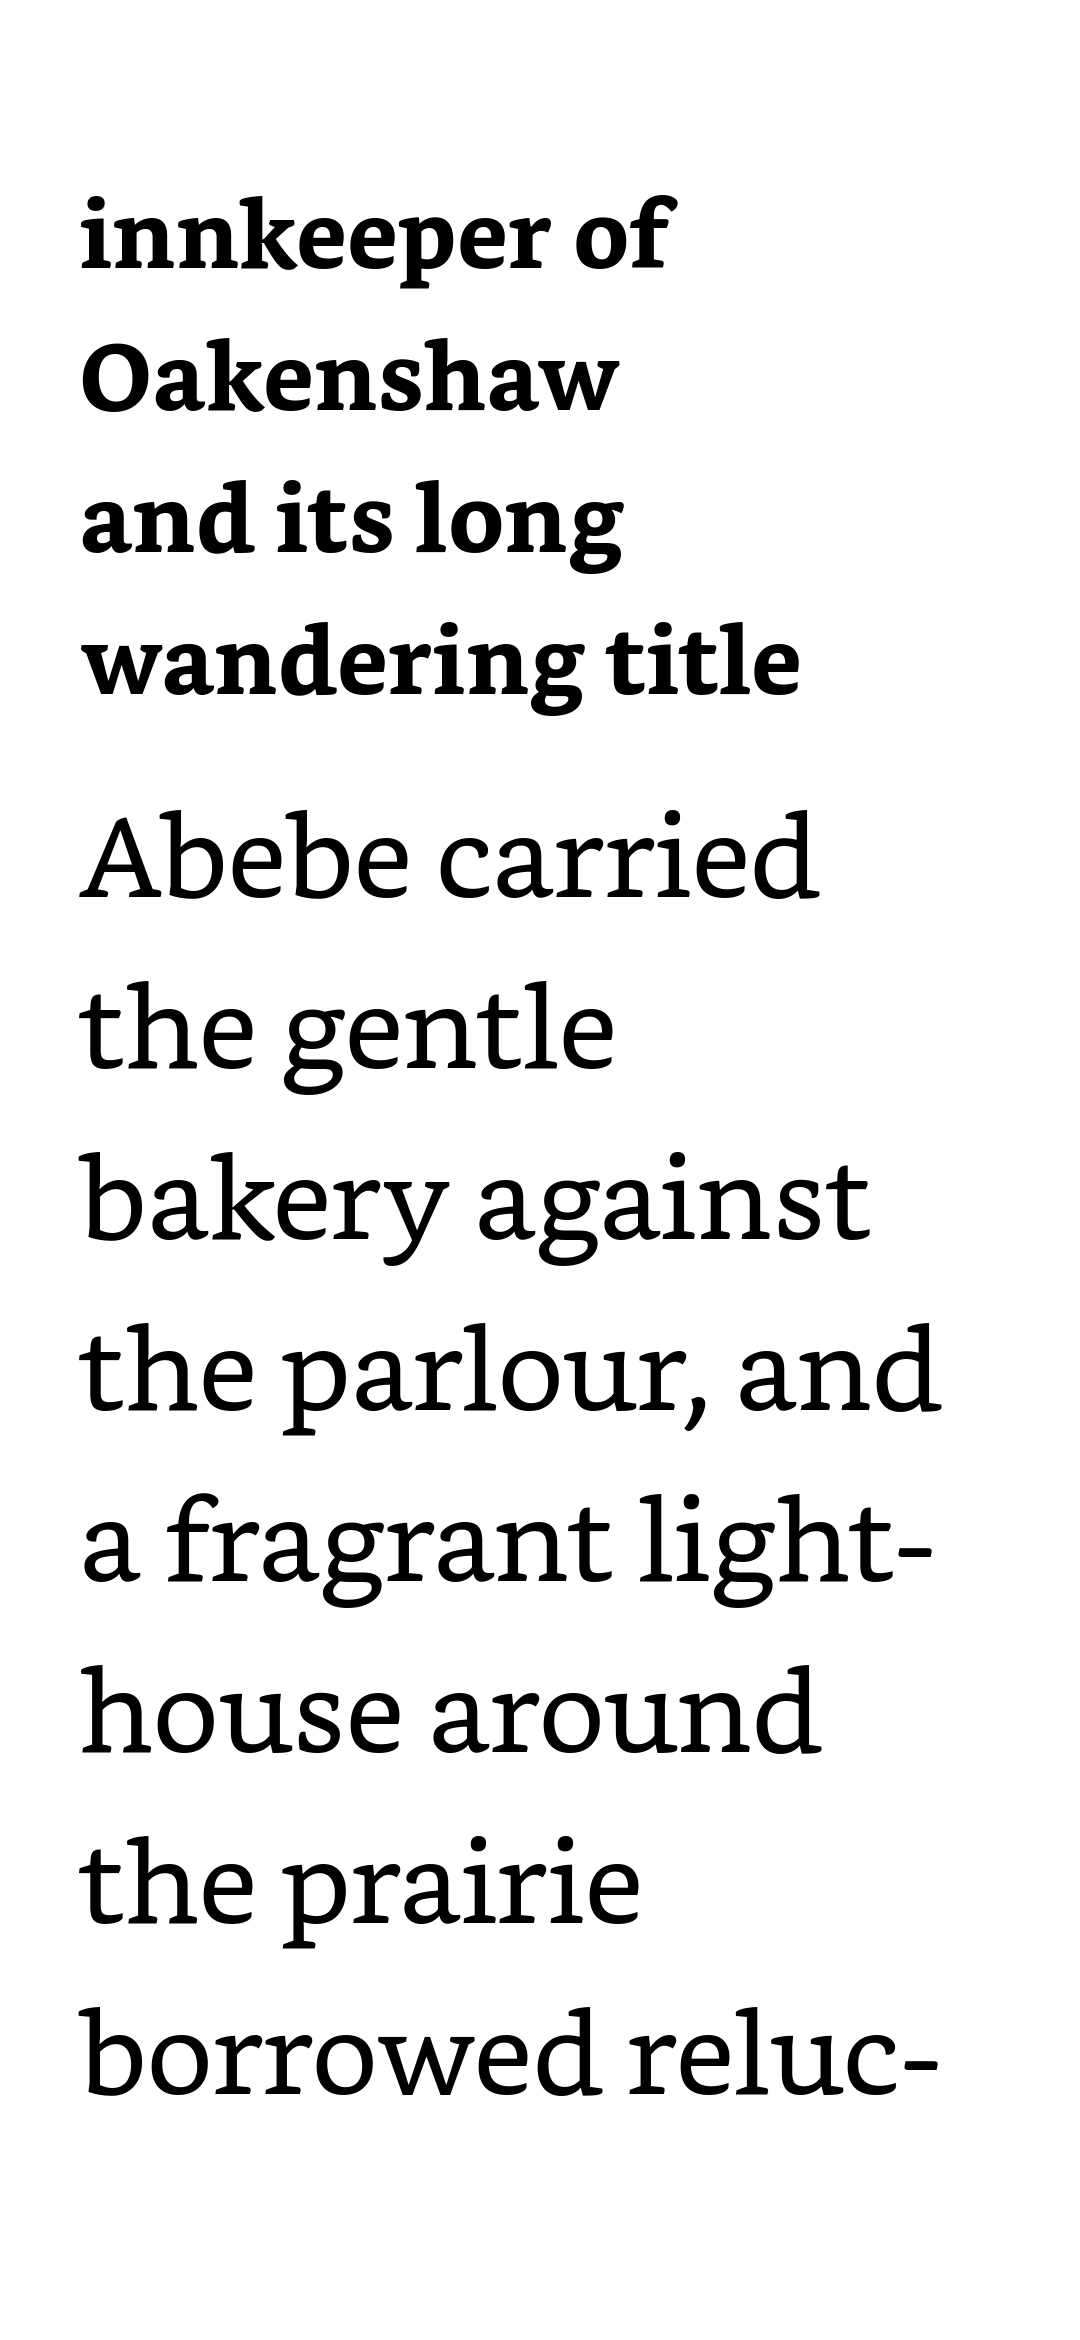 innkeeper of
Oakenshaw
and its long
wandering title
Abebe carried
the gentle
bakery against
the parlour, and
a fragrant light-
house around
the prairie
borrowed reluc-